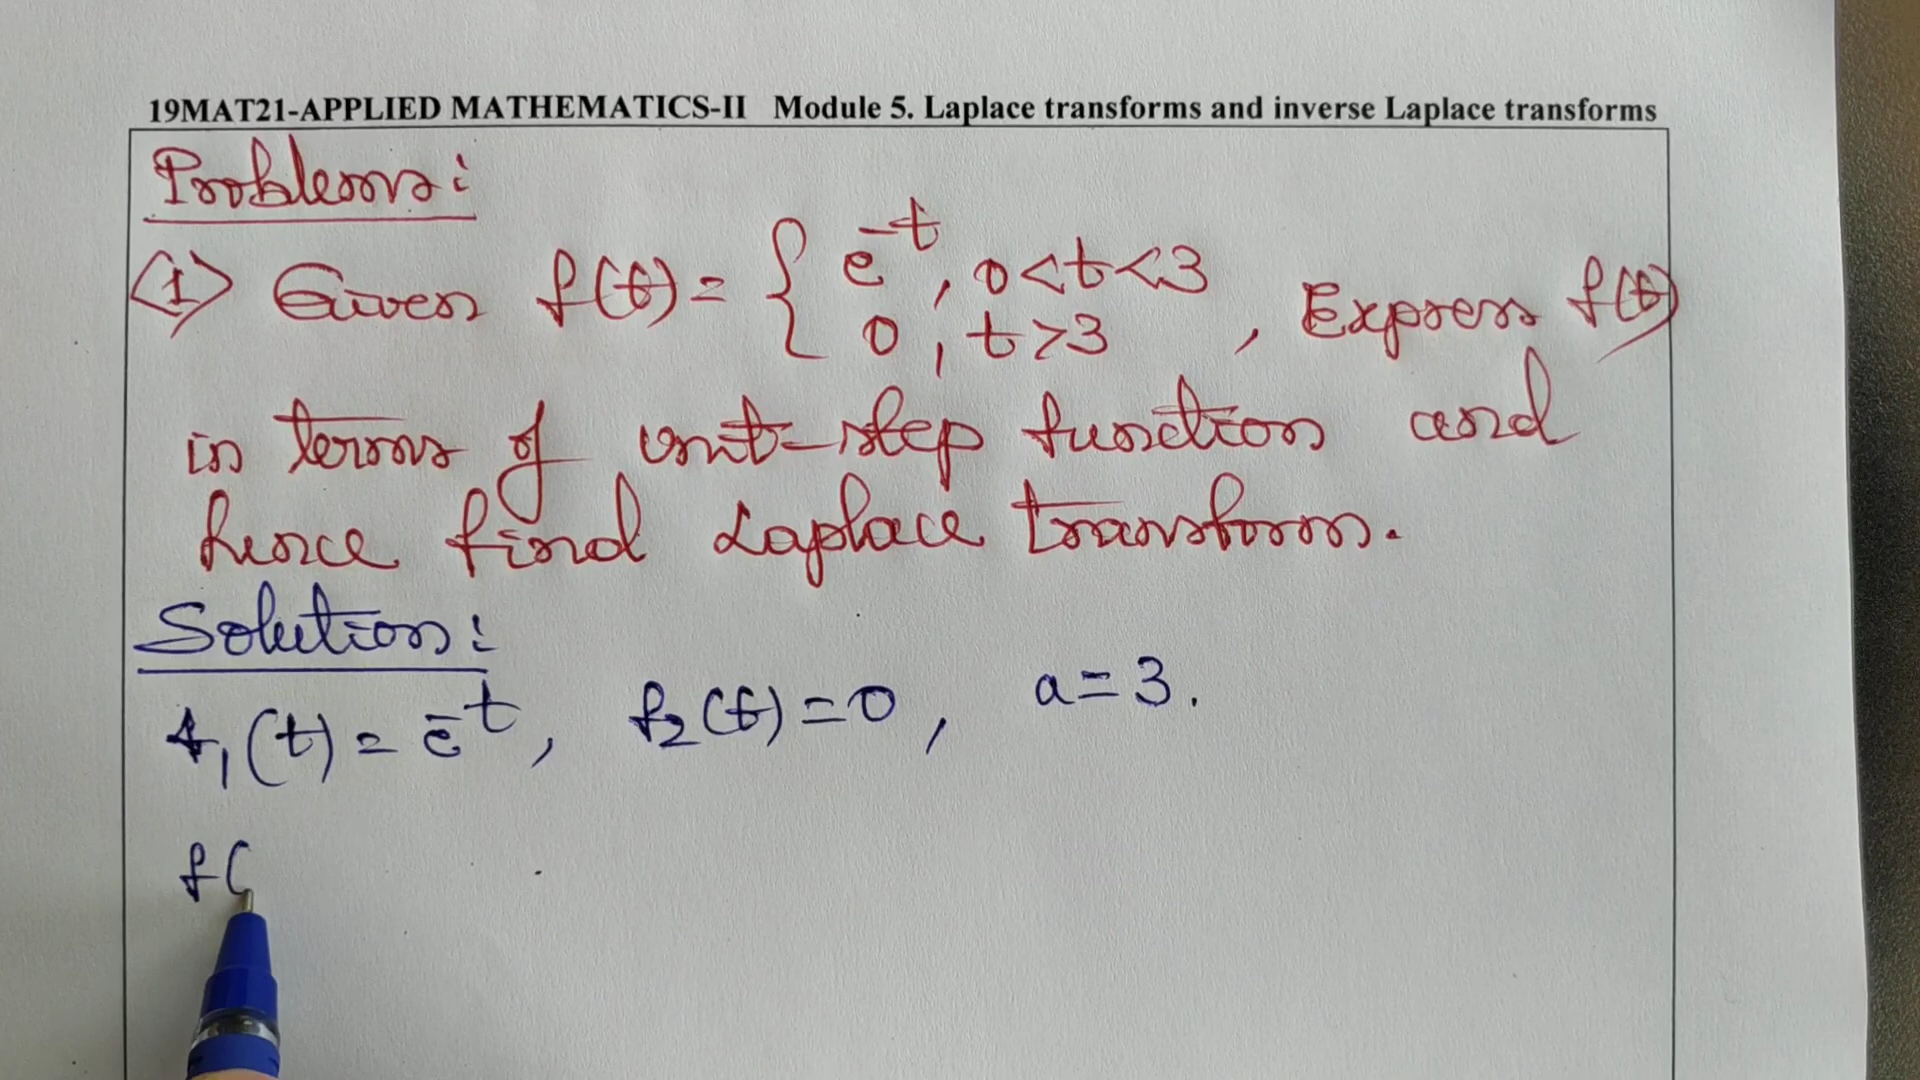 19MAT21-APPLIED MATHEMATICS-II Module 5. Laplace transforms and inverse Laplace transforms
Problems:
<1> Given f(t) = { e^-t, 0<t<3
0, t>3 , Express f(t)
in terms of unit-step function and
hence find Laplace transform.
Solution:
f₁(t) = e^-t, f₂(t) = 0, a = 3.
f(